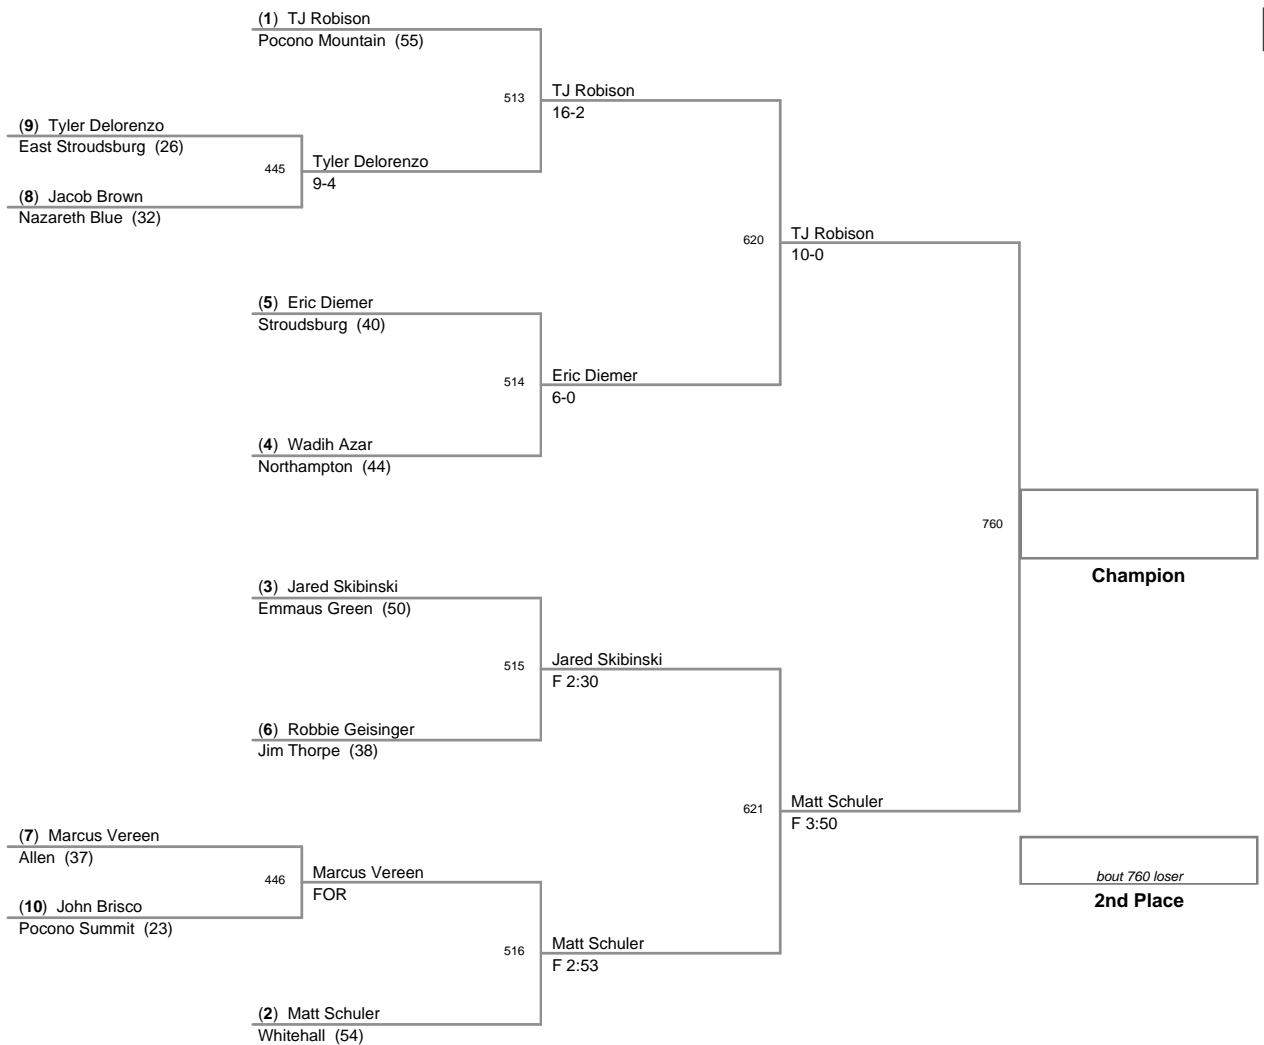 (1) TJ Robison
Pocono Mountain (55)
513
TJ Robison
16-2
(9) Tyler Delorenzo
East Stroudsburg (26)
445
Tyler Delorenzo
9-4
(8) Jacob Brown
Nazareth Blue (32)
620
TJ Robison
10-0
(5) Eric Diemer
Stroudsburg (40)
514
Eric Diemer
6-0
(4) Wadih Azar
Northampton (44)
760
Champion
(3) Jared Skibinski
Emmaus Green (50)
515
Jared Skibinski
F 2:30
(6) Robbie Geisinger
Jim Thorpe (38)
621
Matt Schuler
F 3:50
(7) Marcus Vereen
Allen (37)
446
Marcus Vereen
FOR
(10) John Brisco
Pocono Summit (23)
bout 760 loser
2nd Place
516
Matt Schuler
F 2:53
(2) Matt Schuler
Whitehall (54)